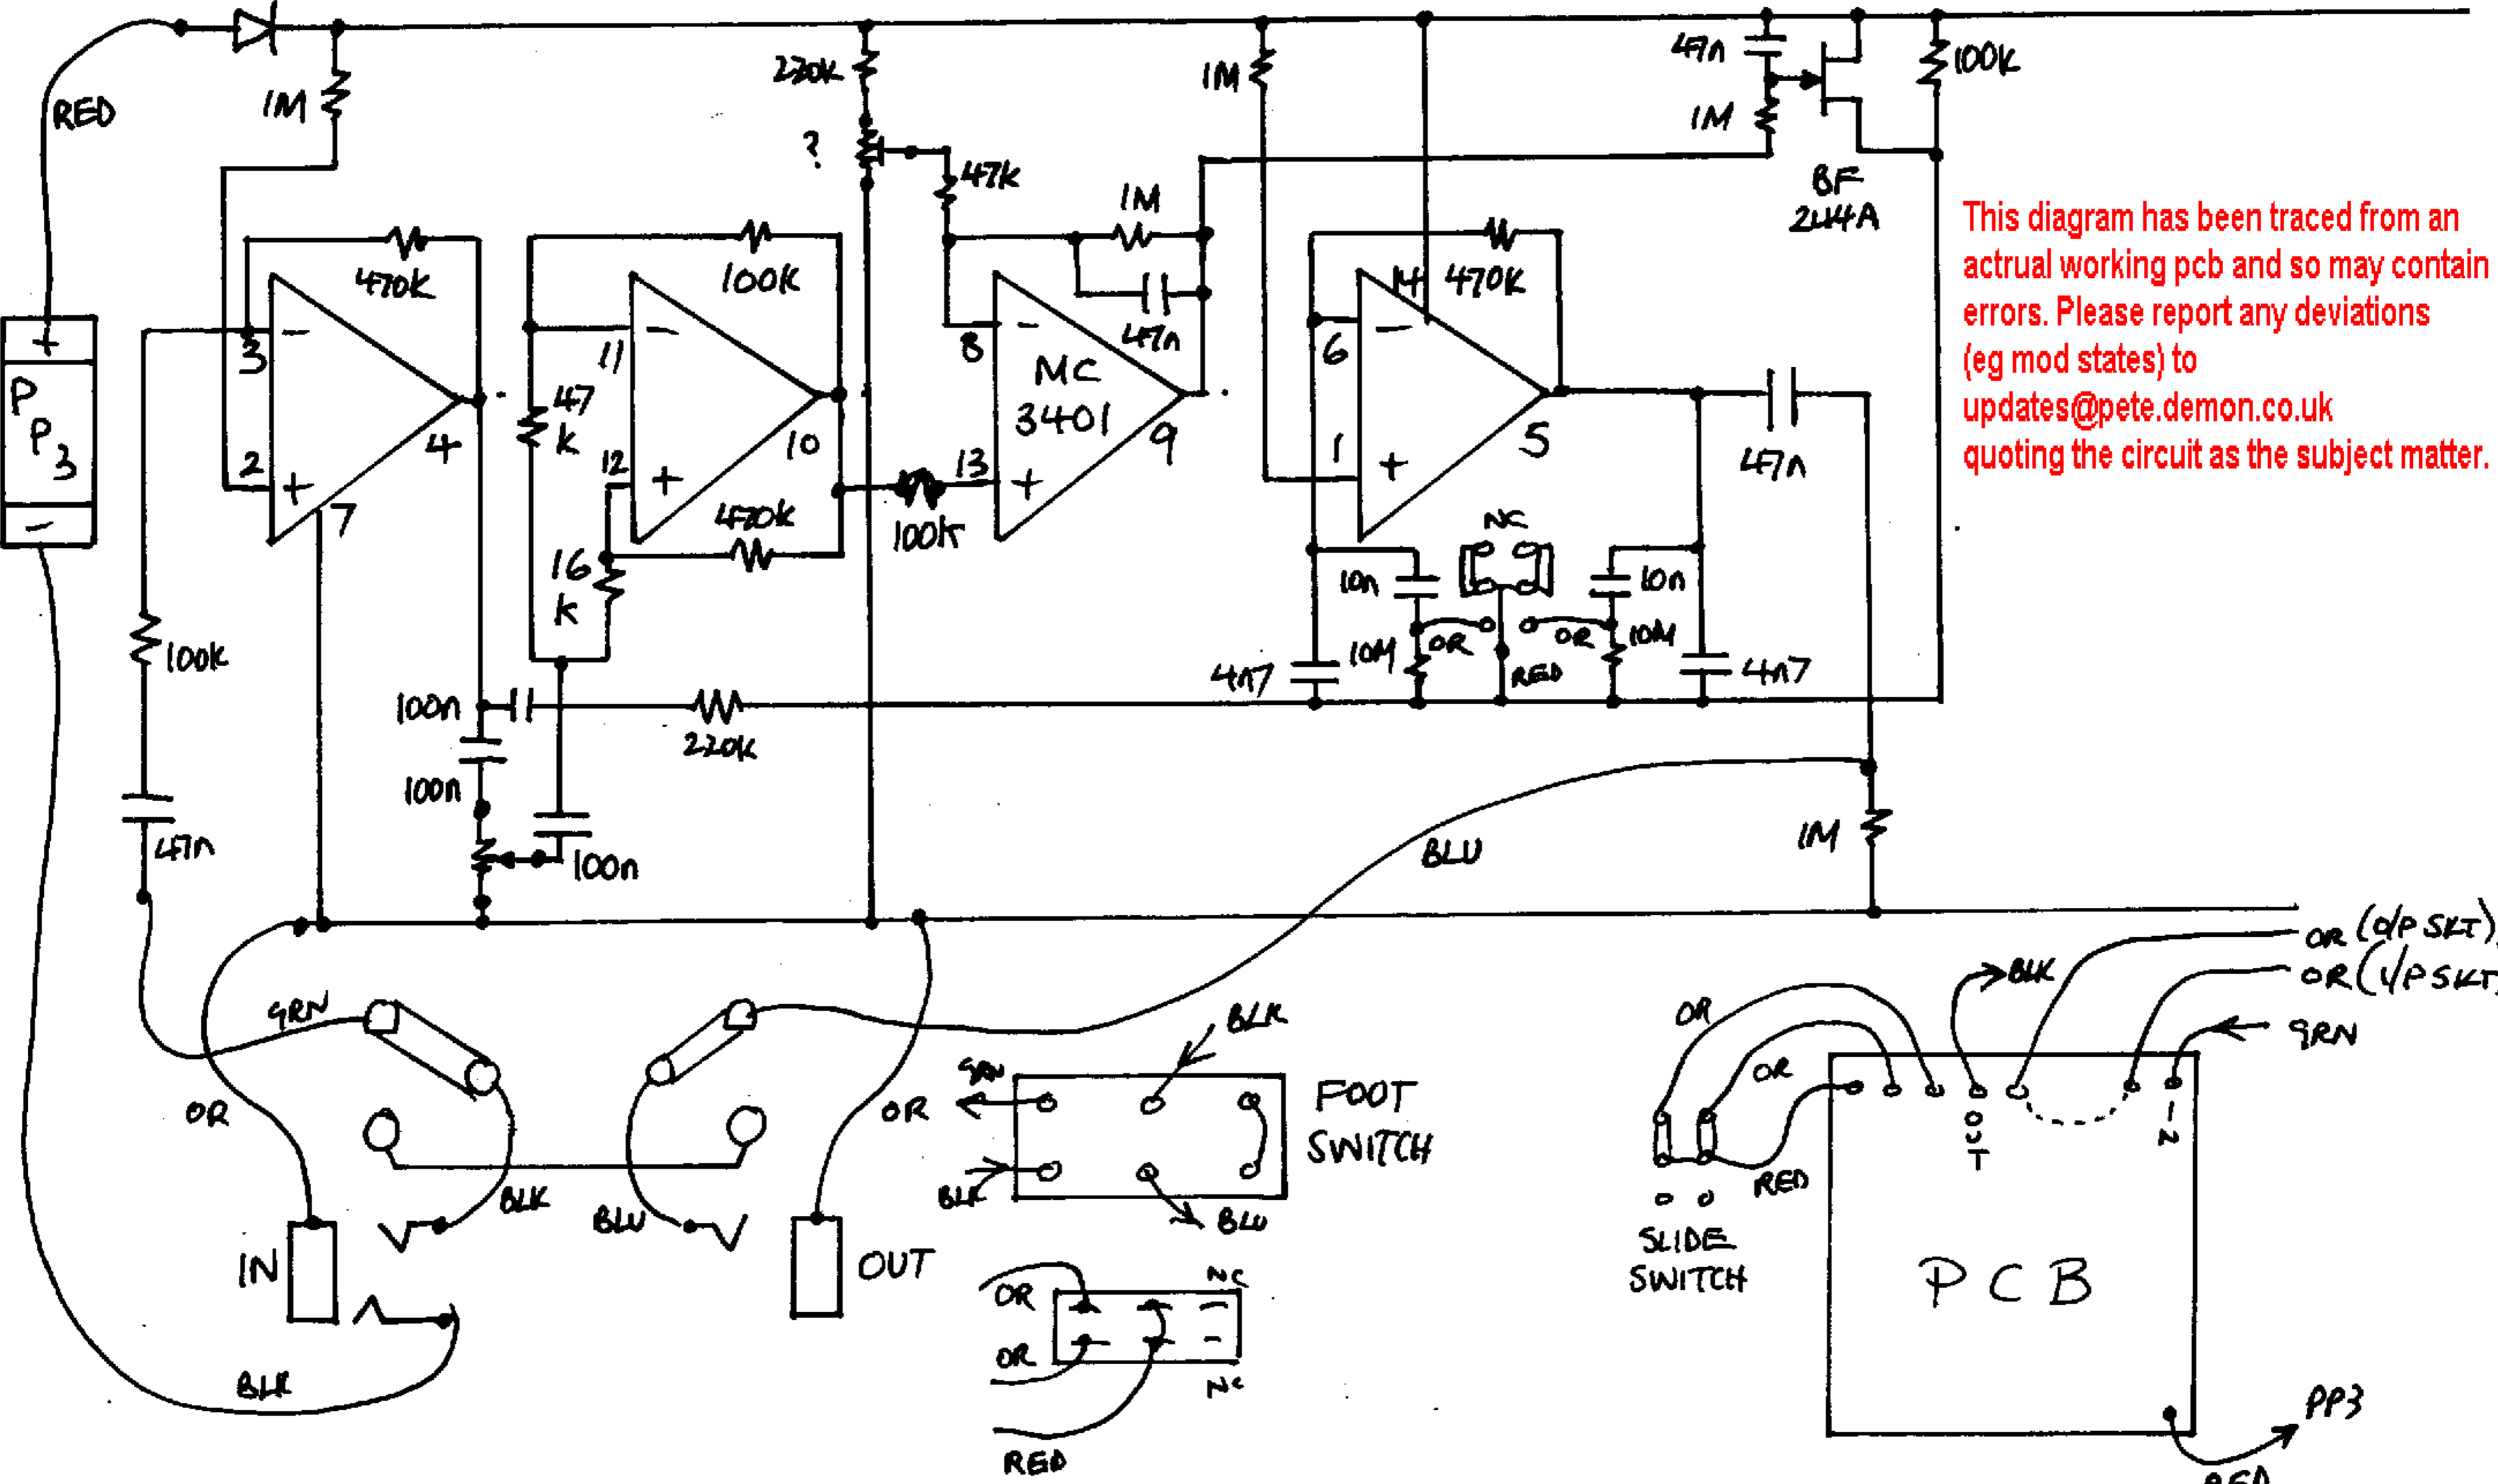 RED
1M
220K
?
47K
1M
47n
1M
100K
BF
244A
1M
470K
100K
47n
14
470K
This diagram has been traced from an
actrual working pcb and so may contain
errors. Please report any deviations
(eg mod states) to
updates@pete.demon.co.uk
quoting the circuit as the subject matter.
+
P
P
3
-
-
3
2
+
4
7
-
11
47
k
12
+
10
470K
16
k
100K
-
8
MC
3401
13
+
9
-
6
1
+
5
47n
NC
10n
10n
10M
OR
OR
10M
4n7
RED
4n7
100K
47n
100n
220K
100n
100n
BLU
1M
GRN
OR
BLK
BLU
IN
OUT
BLK
OR
GRN
BLK
BLK
BLU
FOOT
SWITCH
OR
OR
NC
NC
RED
OR
OR
RED
SLIDE
SWITCH
BLK
OR (O/P SKT)
OR (I/P SKT)
GRN
OUT
IN
PCB
PP3
RED